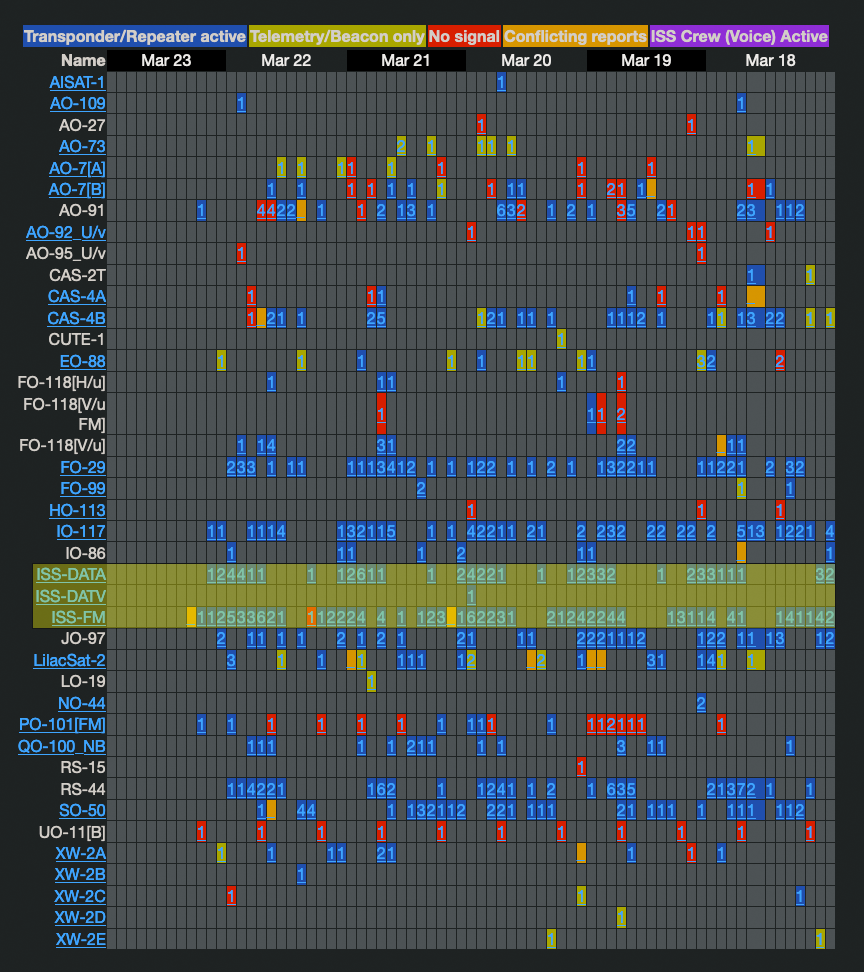 Transponder/Repeater active Telemetry/Beacon only No signal Conflicting reports ISS Crew (Voice) Active
Name Mar 23 Mar 22 Mar 21 Mar 20 Mar 19 Mar 18
AISAT-1 1
AO-109 1 1
AO-27 1 1
AO-73 2 1 1 1 1 1
AO-7[A] 1 1 1 1 1 1 1 1
AO-7[B] 1 1 1 1 1 1 1 1 1 1 1 2 1 1 1 1
AO-91 1 4 4 2 2 1 1 2 1 3 1 6 3 2 1 2 1 3 5 2 1 2 3 1 1 2
AO-92_U/v 1 1 1 1
AO-95_U/v 1 1
CAS-2T 1 1
CAS-4A 1 1 1 1 1 1
CAS-4B 1 2 1 1 2 5 1 2 1 1 1 1 1 1 1 2 1 1 1 1 3 2 2 1 1
CUTE-1 1
EO-88 1 1 1 1 1 1 1 1 1 3 2 2
FO-118[H/u] 1 1 1 1 1
FO-118[V/u
FM] 1 1 1 2
FO-118[V/u] 1 1 4 3 1 2 2 1 1
FO-29 2 3 3 1 1 1 1 1 1 3 4 1 2 1 1 1 2 2 1 1 2 1 1 3 2 2 1 1 1 1 2 2 1 2 3 2
FO-99 2 1 1
HO-113 1 1 1
IO-117 1 1 1 1 1 4 1 3 2 1 1 5 1 1 4 2 2 1 1 2 1 2 2 3 2 2 2 2 2 2 5 1 3 1 2 2 1 4
IO-86 1 1 1 1 2 1 1 1
ISS-DATA 1 2 4 4 1 1 1 1 2 6 1 1 1 2 4 2 2 1 1 1 2 3 3 2 1 2 3 3 1 1 1 3 2
ISS-DATV 1
ISS-FM 1 1 2 5 3 3 6 2 1 1 1 2 2 2 4 4 1 1 2 3 1 6 2 2 3 1 2 1 2 4 2 2 4 4 1 3 1 1 4 4 1 1 4 1 1 4 2
JO-97 2 1 1 1 1 2 1 2 1 2 1 1 1 2 2 2 1 1 1 2 1 2 2 1 1 1 3 1 2
LilacSat-2 3 1 1 1 1 1 1 1 2 2 1 3 1 1 4 1 1
LO-19 1
NO-44 2
PO-101[FM] 1 1 1 1 1 1 1 1 1 1 1 1 2 1 1 1 1
QO-100_NB 1 1 1 1 1 2 1 1 1 1 3 1 1 1
RS-15 1
RS-44 1 1 4 2 2 1 1 6 2 1 1 2 4 1 1 2 1 6 3 5 2 1 3 7 2 1 1
SO-50 1 4 4 1 1 3 2 1 1 2 2 2 1 1 1 1 2 1 1 1 1 1 1 1 1 1 1 2
UO-11[B] 1 1 1 1 1 1 1 1 1 1 1
XW-2A 1 1 1 1 2 1 1 1 1
XW-2B 1
XW-2C 1 1 1
XW-2D 1
XW-2E 1 1